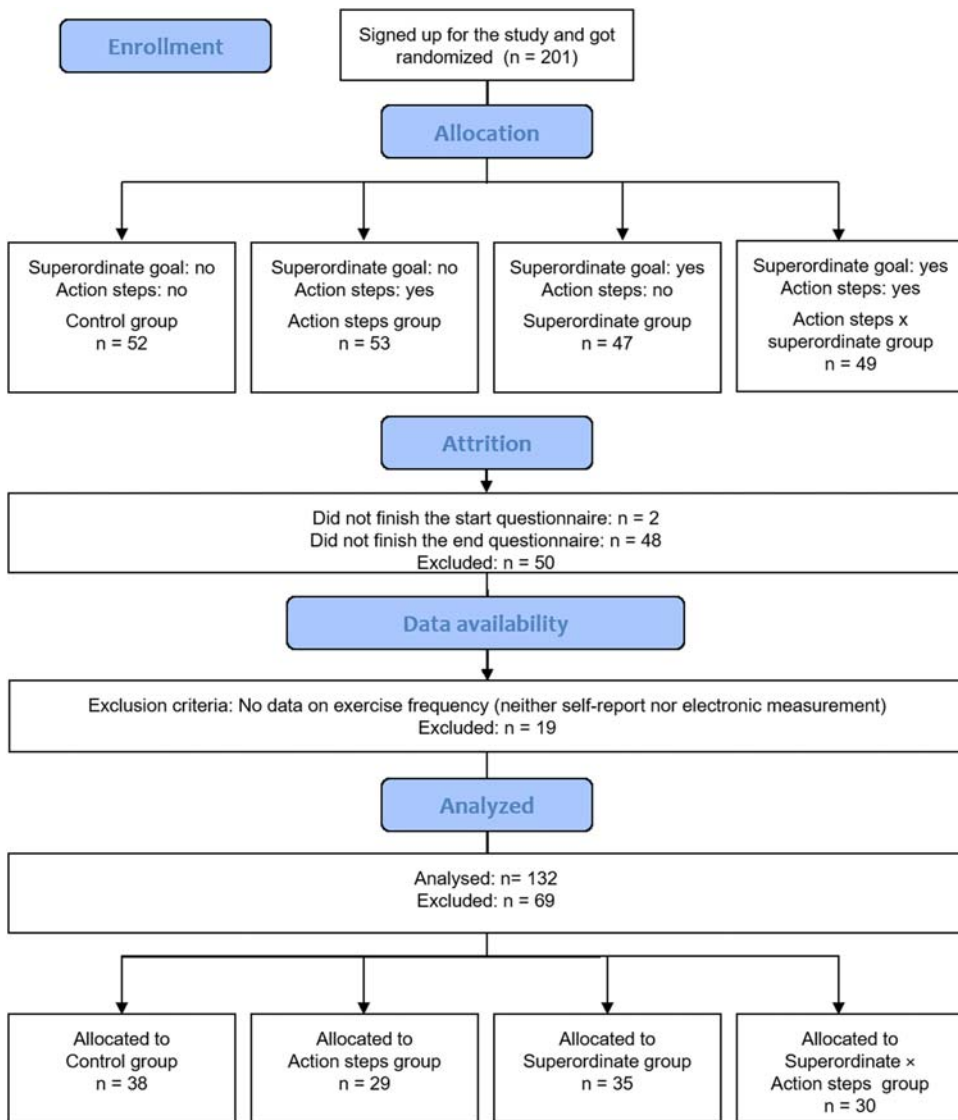 Enrollment
Signed up for the study and got
randomized (n = 201)
Allocation
Superordinate goal: no
Action steps: no
Control group
n = 52
Superordinate goal: no
Action steps: yes
Action steps group
n = 53
Superordinate goal: yes
Action steps: no
Superordinate group
n = 47
Superordinate goal: yes
Action steps: yes
Action steps x
superordinate group
n = 49
Attrition
Did not finish the start questionnaire: n = 2
Did not finish the end questionnaire: n = 48
Excluded: n = 50
Data availability
Exclusion criteria: No data on exercise frequency (neither self-report nor electronic measurement)
Excluded: n = 19
Analyzed
Analysed: n= 132
Excluded: n = 69
Allocated to
Control group
n = 38
Allocated to
Action steps group
n = 29
Allocated to
Superordinate group
n = 35
Allocated to
Superordinate ×
Action steps group
n = 30